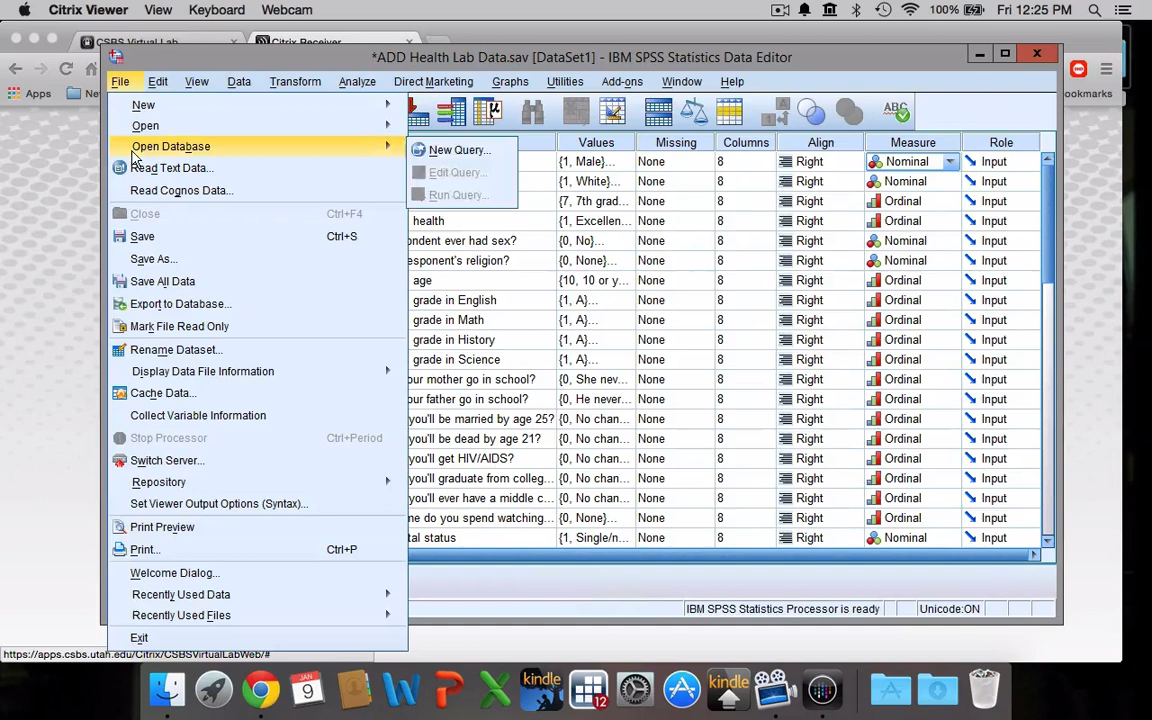 Citrix Viewer View Keyboard Webcam 100% Fri 12:25 PM
CSBS Virtual Lab Citrix Receiver
Apps
ookmarks
*ADD Health Lab Data.sav [DataSet1] - IBM SPSS Statistics Data Editor
File Edit View Data Transform Analyze Direct Marketing Graphs Utilities Add-ons Window Help
New
Open
Open Database
Read Text Data...
Read Cognos Data...
Close Ctrl+F4
Save Ctrl+S
Save As...
Save All Data
Export to Database...
Mark File Read Only
Rename Dataset...
Display Data File Information
Cache Data...
Collect Variable Information
Stop Processor Ctrl+Period
Switch Server...
Repository
Set Viewer Output Options (Syntax)...
Print Preview
Print... Ctrl+P
Welcome Dialog...
Recently Used Data
Recently Used Files
Exit
New Query...
Edit Query...
Run Query...
Values Missing Columns Align Measure Role
{1, Male}... None 8 Right Nominal Input
{1, White}... None 8 Right Nominal Input
{7, 7th grad... None 8 Right Ordinal Input
health {1, Excellen... None 8 Right Ordinal Input
ondent ever had sex? {0, No}... None 8 Right Nominal Input
esponent's religion? {0, None}... None 8 Right Nominal Input
age {10, 10 or y... None 8 Right Ordinal Input
grade in English {1, A}... None 8 Right Ordinal Input
grade in Math {1, A}... None 8 Right Ordinal Input
grade in History {1, A}... None 8 Right Ordinal Input
grade in Science {1, A}... None 8 Right Ordinal Input
our mother go in school? {0, She nev... None 8 Right Ordinal Input
our father go in school? {0, He never... None 8 Right Ordinal Input
you'll be married by age 25? {0, No chan... None 8 Right Ordinal Input
you'll be dead by age 21? {0, No chan... None 8 Right Ordinal Input
you'll get HIV/AIDS? {0, No chan... None 8 Right Ordinal Input
you'll graduate from colleg... {0, No chan... None 8 Right Ordinal Input
you'll ever have a middle c... {0, No chan... None 8 Right Ordinal Input
me do you spend watching... {0, None}... None 8 Right Ordinal Input
tal status {1, Single/n... None 8 Right Nominal Input
IBM SPSS Statistics Processor is ready Unicode:ON
https://apps.csbs.utah.edu/Citrix/CSBSVirtualLabWeb/#
JAN
9
kindle
12
kindle